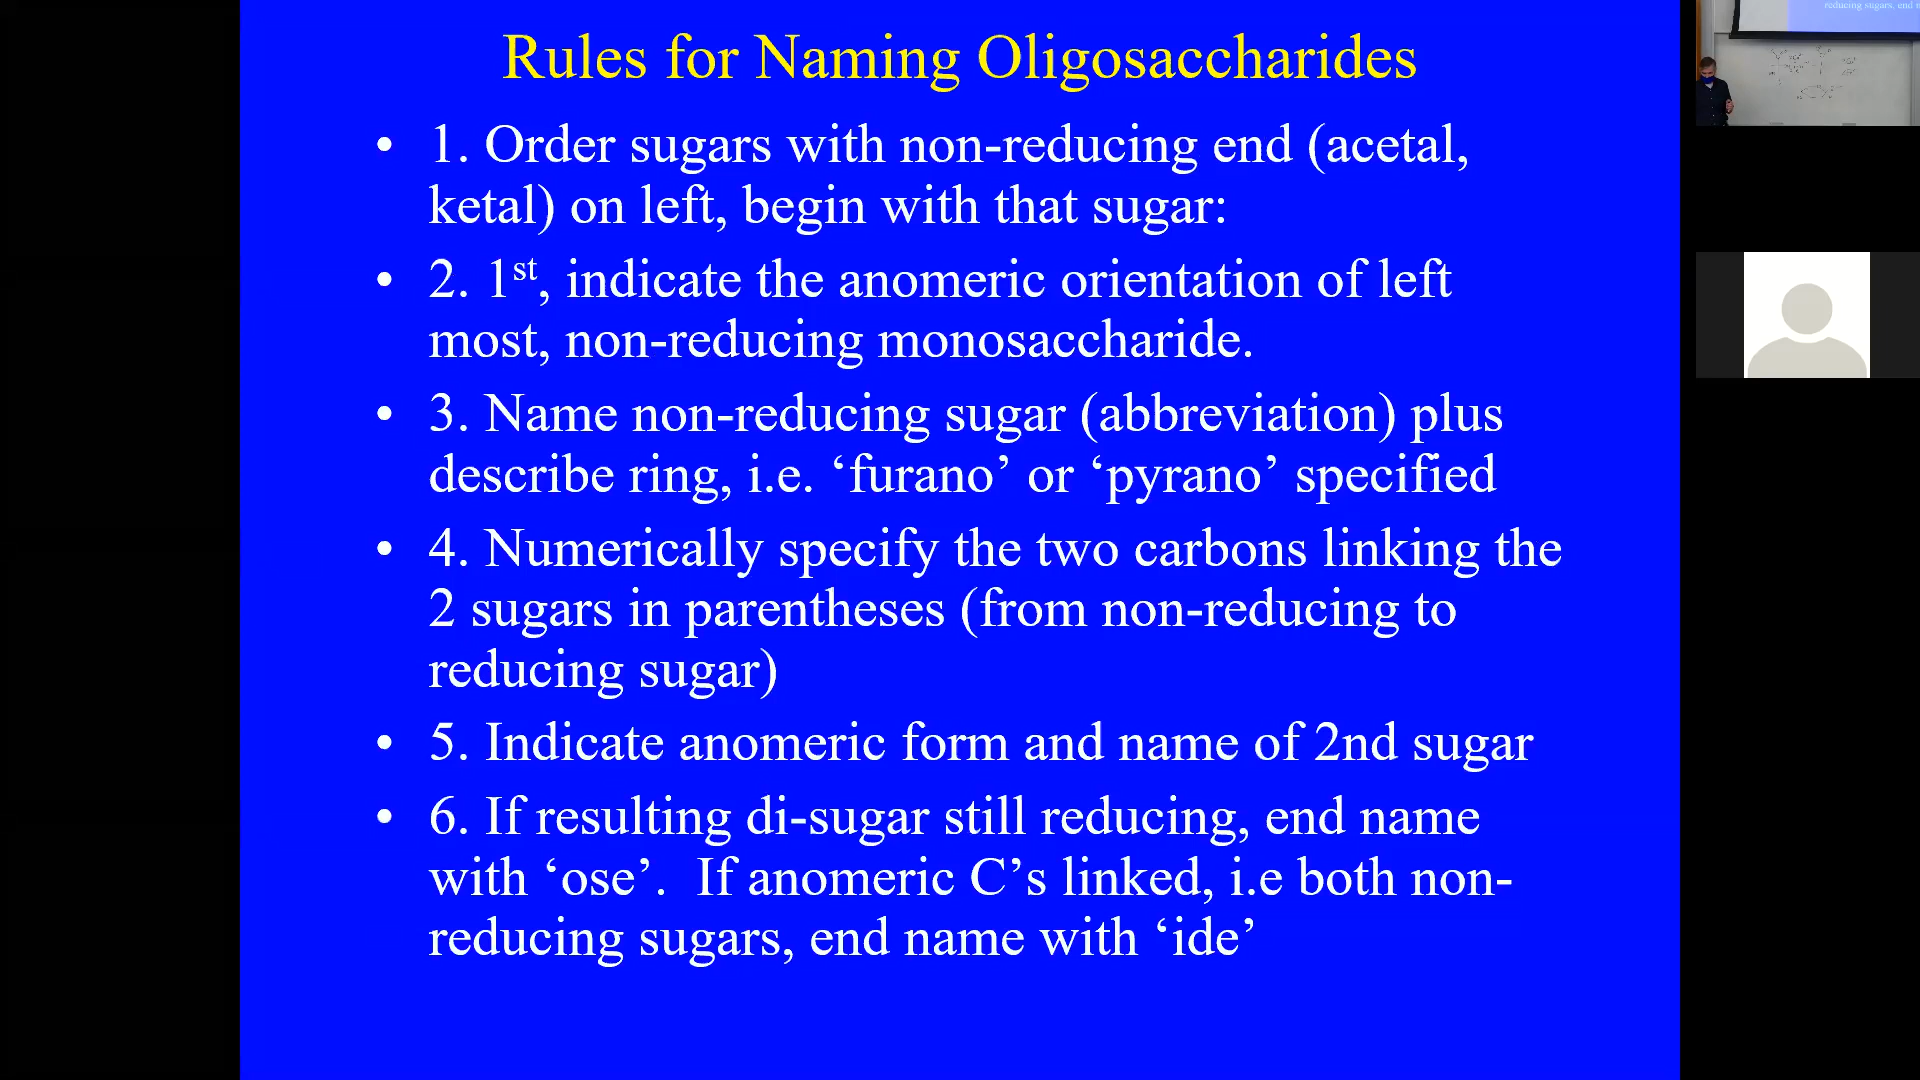 Rules for Naming Oligosaccharides
• 1. Order sugars with non-reducing end (acetal,
ketal) on left, begin with that sugar:
• 2. 1st, indicate the anomeric orientation of left
most, non-reducing monosaccharide.
• 3. Name non-reducing sugar (abbreviation) plus
describe ring, i.e. ‘furano’ or ‘pyrano’ specified
• 4. Numerically specify the two carbons linking the
2 sugars in parentheses (from non-reducing to
reducing sugar)
• 5. Indicate anomeric form and name of 2nd sugar
• 6. If resulting di-sugar still reducing, end name
with ‘ose’.  If anomeric C’s linked, i.e both non-
reducing sugars, end name with ‘ide’
reducing sugars, end